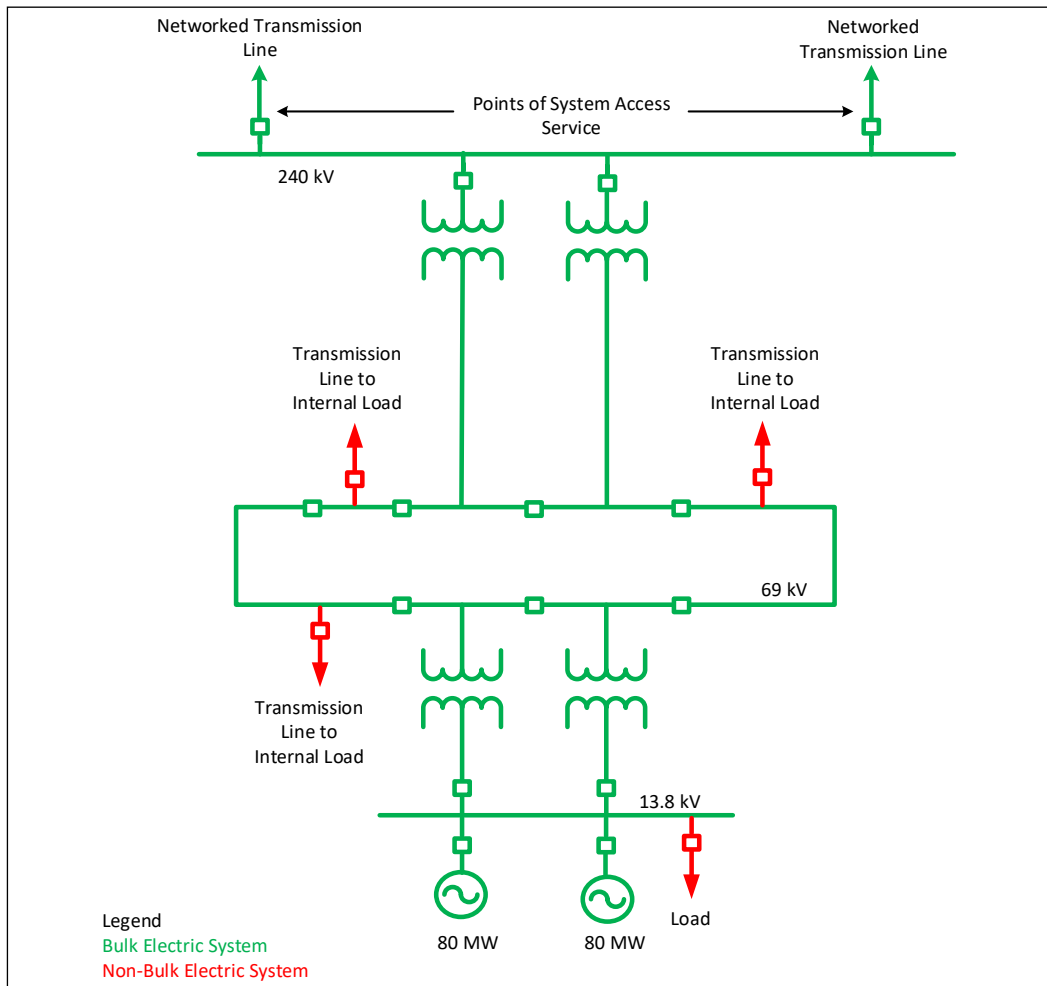 Networked Transmission
Line
Networked
Transmission Line
Points of System Access
Service
240 kV
Transmission
Line to
Internal Load
Transmission
Line to
Internal Load
69 kV
Transmission
Line to
Internal Load
13.8 kV
Load
80 MW
80 MW
Legend
Bulk Electric System
Non-Bulk Electric System